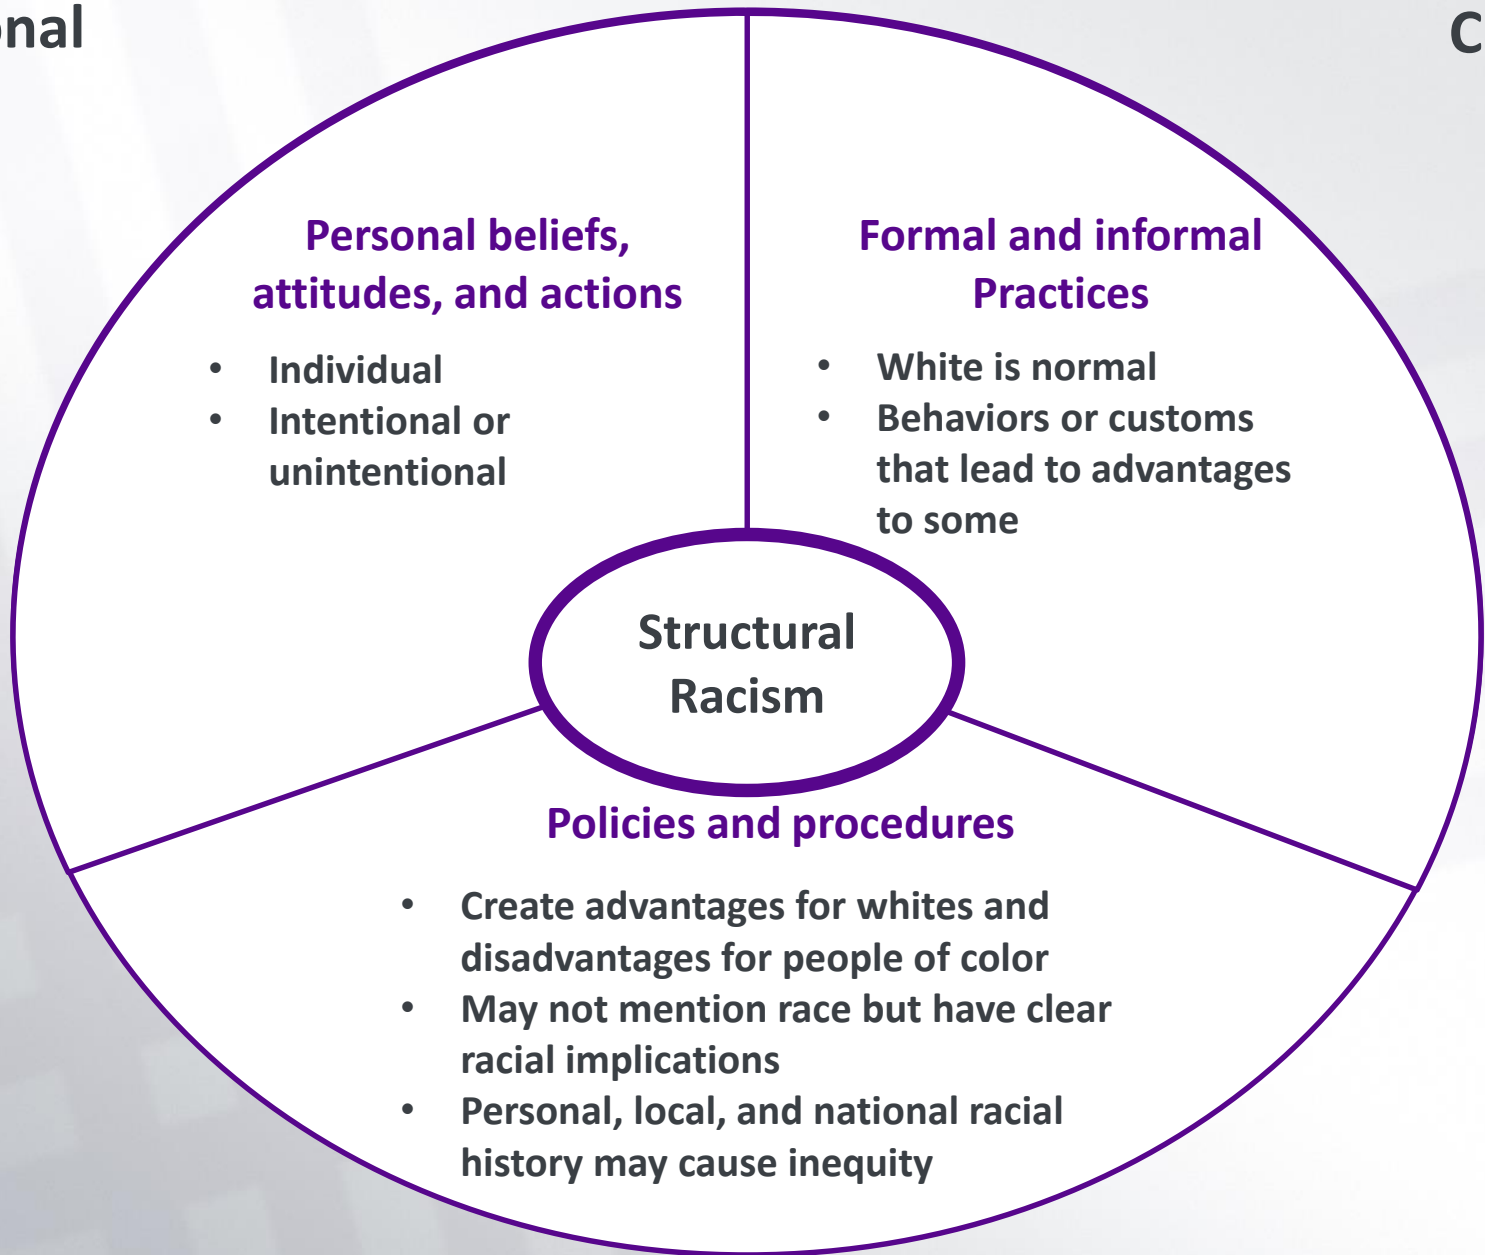 onal
C
Personal beliefs,
attitudes, and actions
• Individual
• Intentional or
unintentional
Formal and informal
Practices
• White is normal
• Behaviors or customs
that lead to advantages
to some
Structural
Racism
Policies and procedures
• Create advantages for whites and
disadvantages for people of color
• May not mention race but have clear
racial implications
• Personal, local, and national racial
history may cause inequity